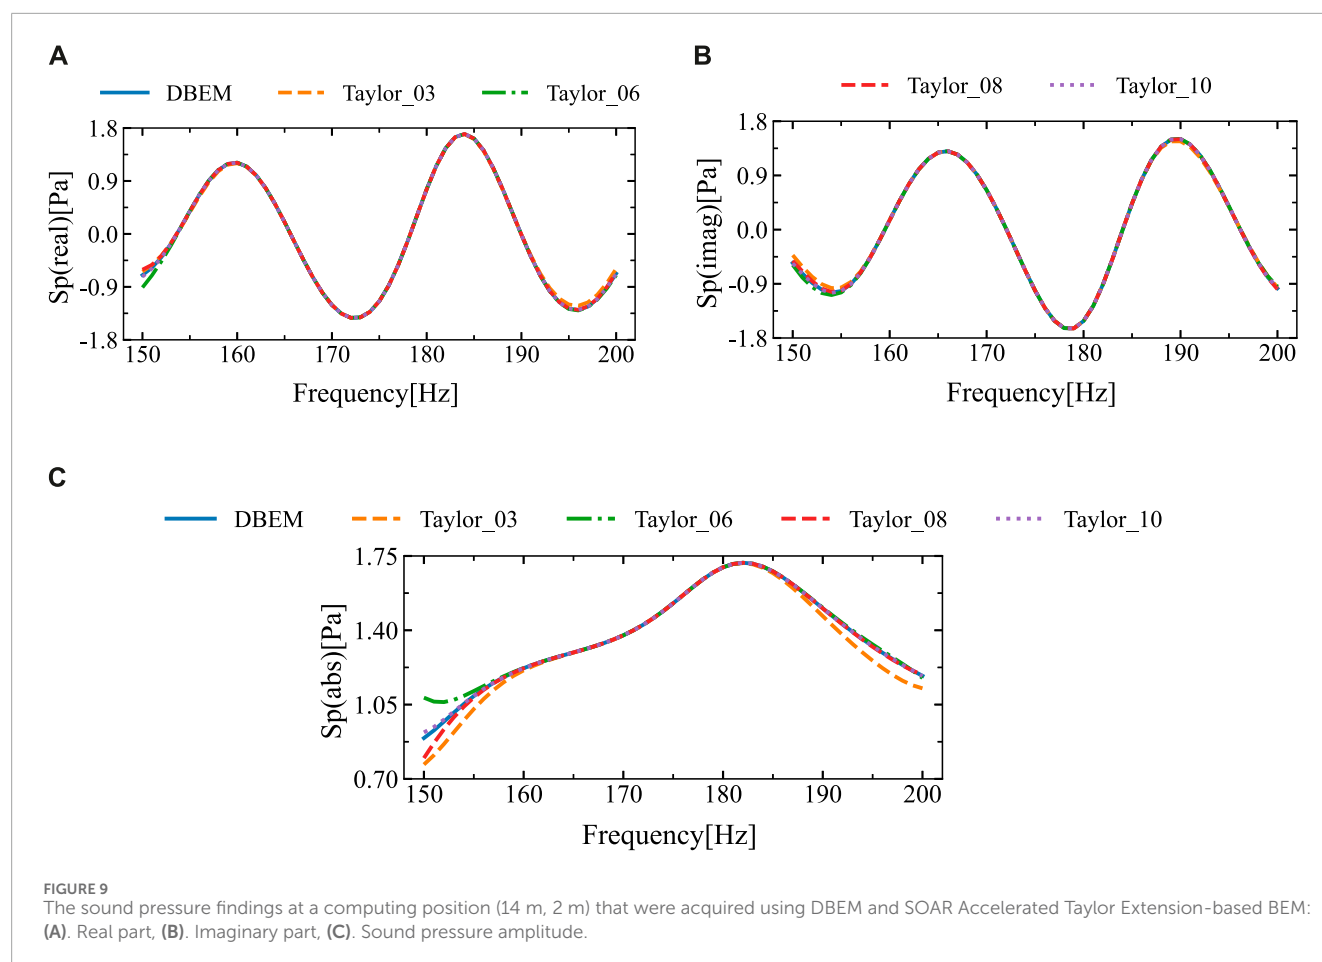 A
DBEM Taylor_03 Taylor_06
1.8
0.9
0.0
-0.9
-1.8
Sp(real)[Pa]
150 160 170 180 190 200
Frequency[Hz]
B
Taylor_08 Taylor_10
1.8
0.9
0.0
-0.9
-1.8
Sp(imag)[Pa]
150 160 170 180 190 200
Frequency[Hz]
C
DBEM Taylor_03 Taylor_06 Taylor_08 Taylor_10
1.75
1.40
1.05
0.70
Sp(abs)[Pa]
150 160 170 180 190 200
Frequency[Hz]
FIGURE 9
The sound pressure findings at a computing position (14 m, 2 m) that were acquired using DBEM and SOAR Accelerated Taylor Extension-based BEM:
(A). Real part, (B). Imaginary part, (C). Sound pressure amplitude.